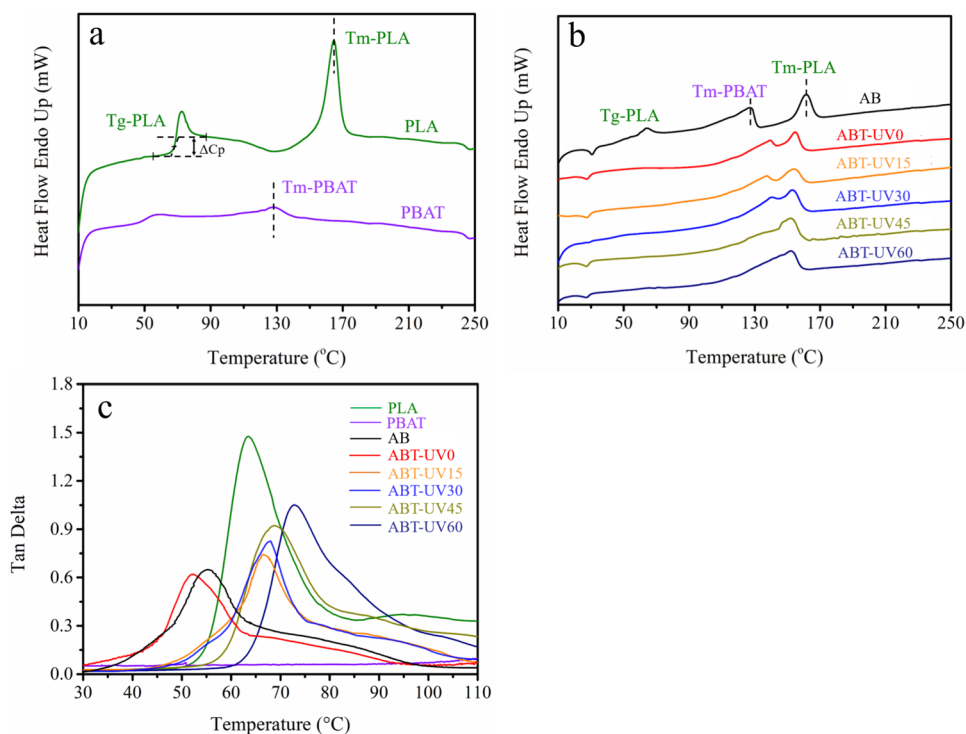 a
Tm-PLA
Tg-PLA
PLA
ΔCp
Tm-PBAT
PBAT
Heat Flow Endo Up (mW)
10 50 90 130 170 210 250
Temperature (°C)
b
Tm-PLA
Tm-PBAT
AB
Tg-PLA
ABT-UV0
ABT-UV15
ABT-UV30
ABT-UV45
ABT-UV60
Heat Flow Endo Up (mW)
10 50 90 130 170 210 250
Temperature (°C)
c
1.8
1.5
1.2
0.9
0.6
0.3
0.0
Tan Delta
PLA
PBAT
AB
ABT-UV0
ABT-UV15
ABT-UV30
ABT-UV45
ABT-UV60
30 40 50 60 70 80 90 100 110
Temperature (°C)